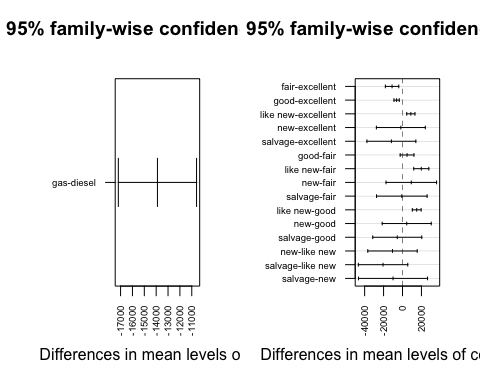 95% family-wise confiden
gas-diesel
-17000
-16000
-15000
-14000
-13000
-12000
-11000
Differences in mean levels o
95% family-wise confiden
fair-excellent
good-excellent
like new-excellent
new-excellent
salvage-excellent
good-fair
like new-fair
new-fair
salvage-fair
like new-good
new-good
salvage-good
new-like new
salvage-like new
salvage-new
-40000
-20000
0
20000
Differences in mean levels of co